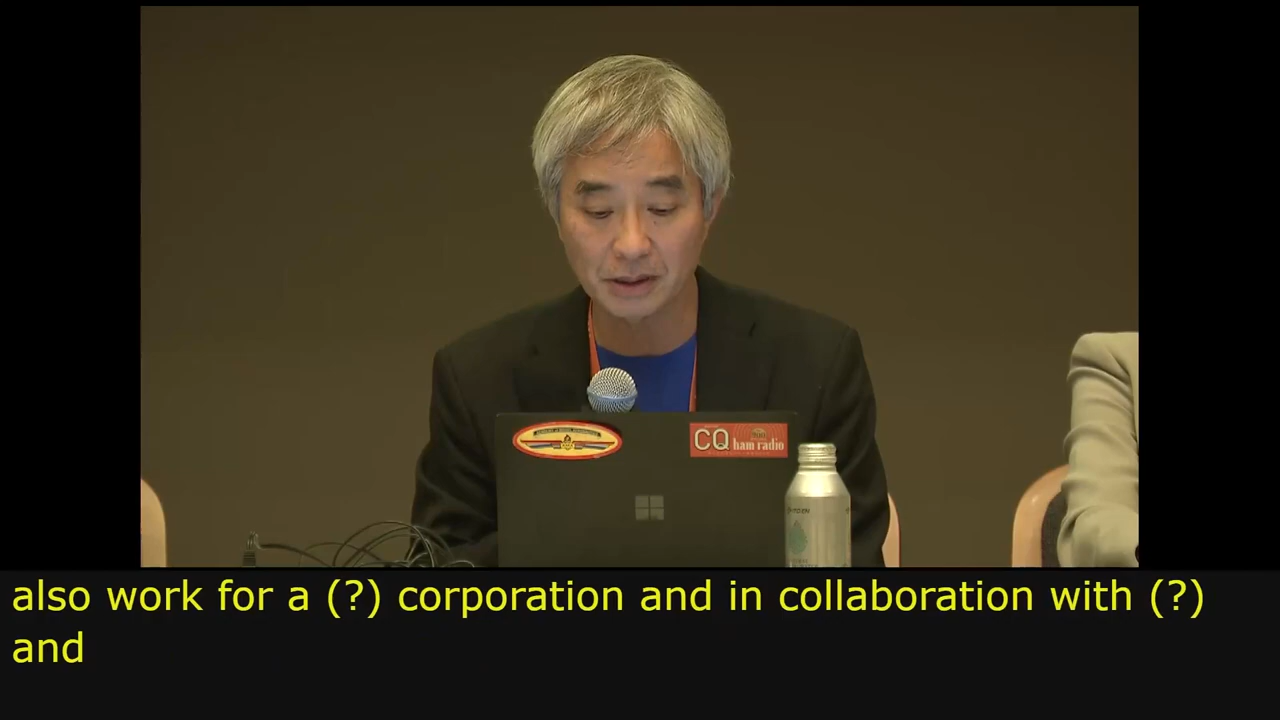 CQ ham radio
also work for a (?) corporation and in collaboration with (?)
and